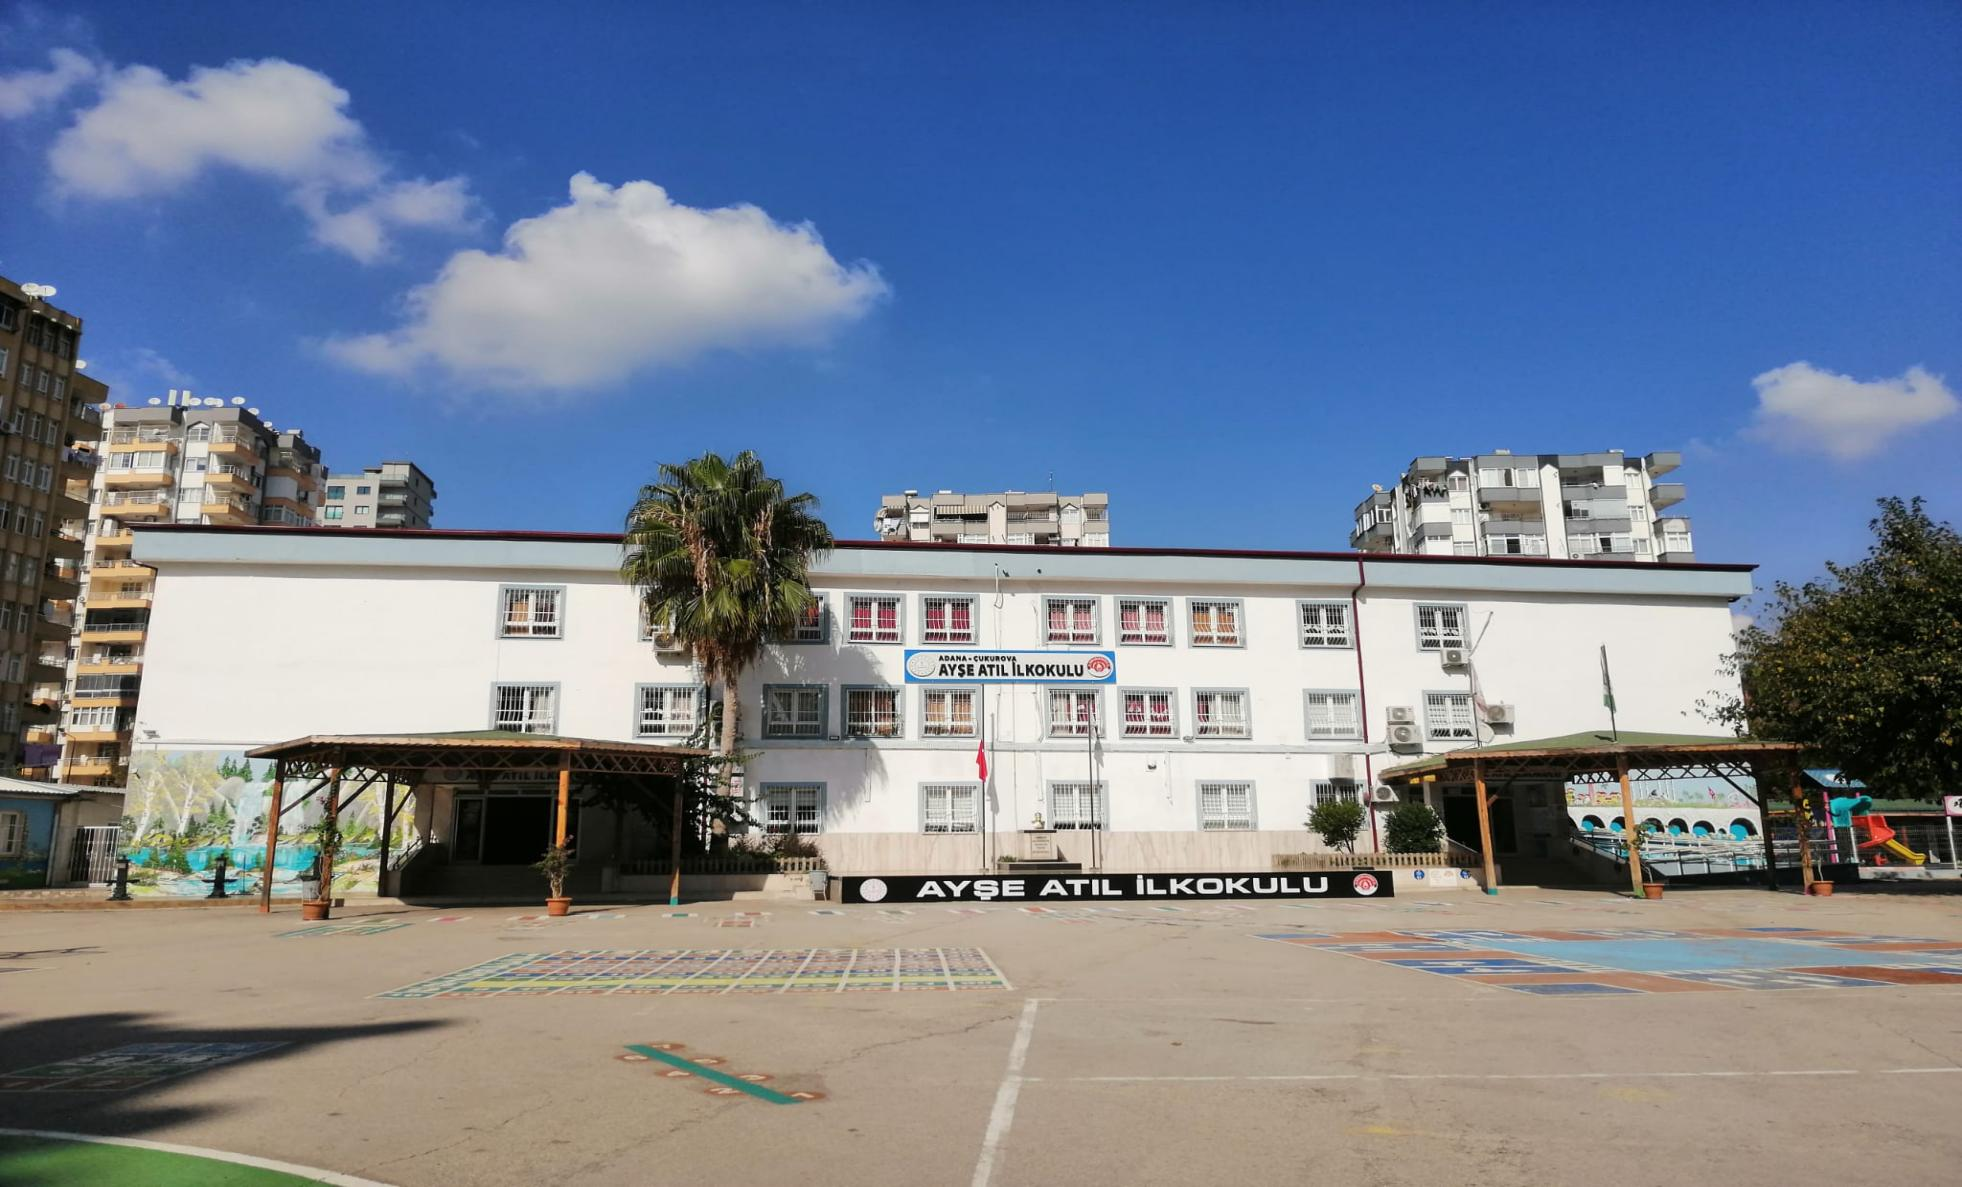 ADANA - ÇUKUROVA
AYŞE ATIL İLKOKULU
AYŞE ATIL İLKOKULU